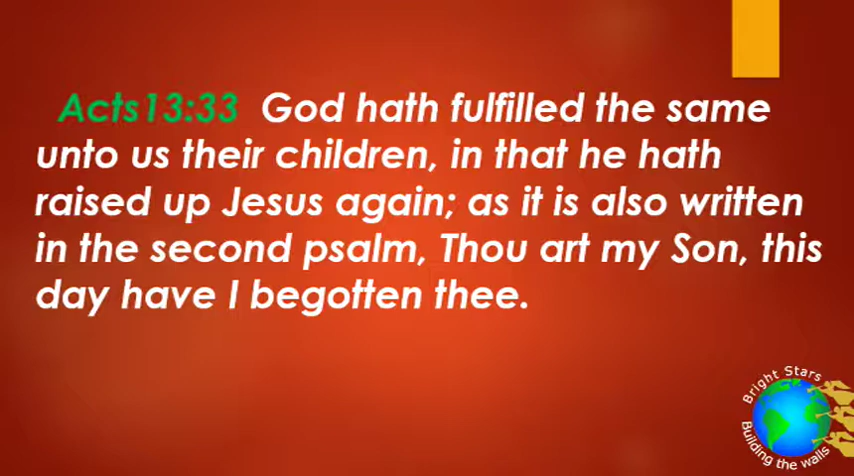 Acts13:33 God hath fulfilled the same
unto us their children, in that he hath
raised up Jesus again; as it is also written
in the second psalm, Thou art my Son, this
day have I begotten thee.
Bright Stars
Building the walls